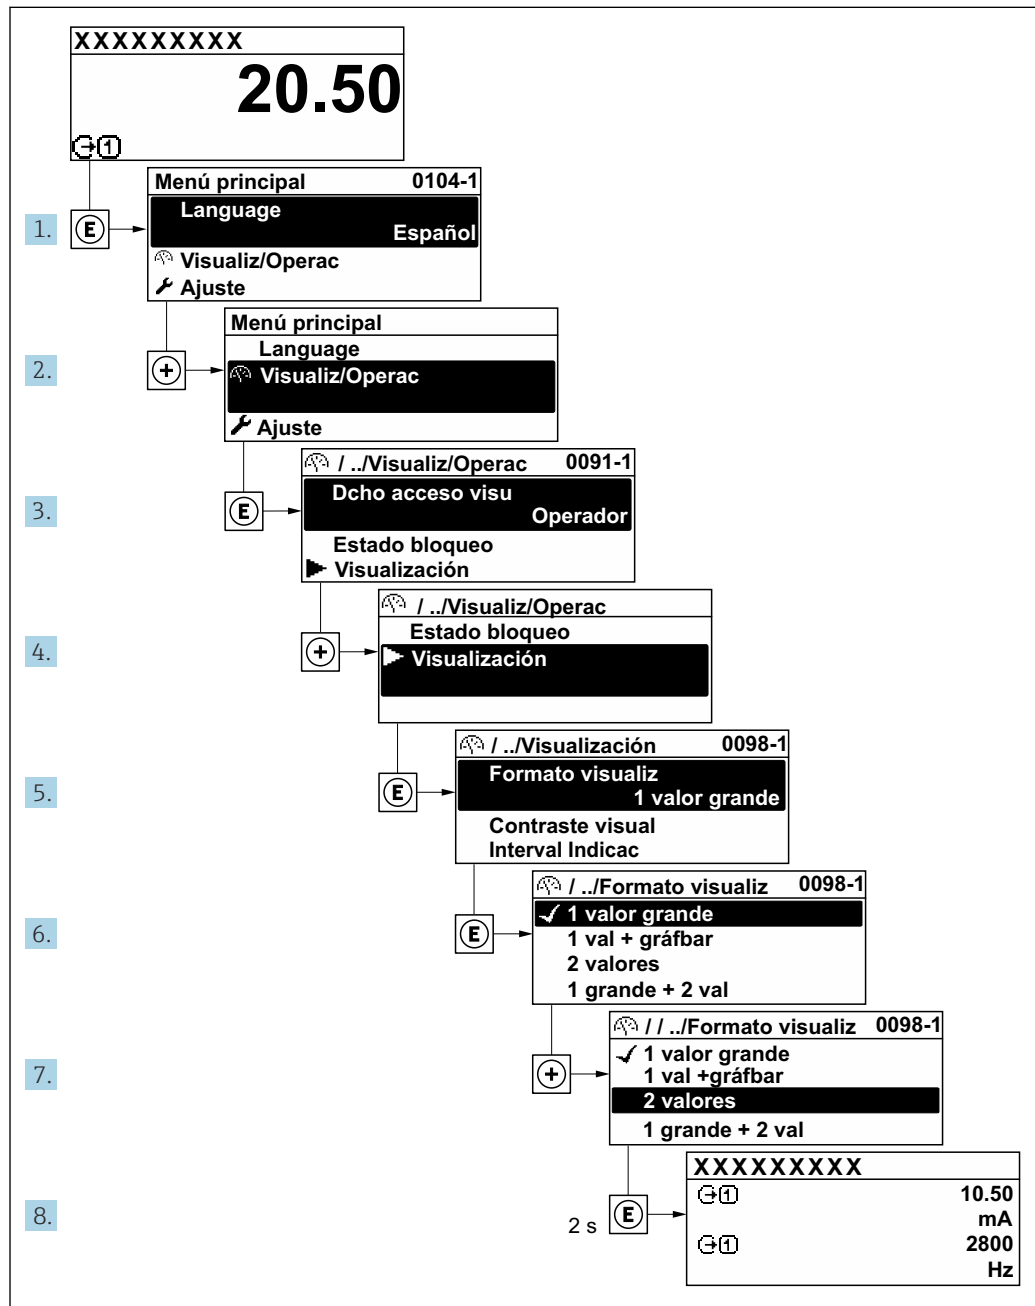 XXXXXXXXX
20.50
1
Menú principal 0104-1
1. E Language
Español
Visualiz/Operac
Ajuste
Menú principal
Language
2. + Visualiz/Operac
Ajuste
/ ../Visualiz/Operac 0091-1
Dcho acceso visu
3. E Operador
Estado bloqueo
Visualización
/ ../Visualiz/Operac
Estado bloqueo
4. + Visualización
/ ../Visualización 0098-1
Formato visualiz
5. E 1 valor grande
Contraste visual
Interval Indicac
/ ../Formato visualiz 0098-1
1 valor grande
6. E 1 val + gráfbar
2 valores
1 grande + 2 val
/ / ../Formato visualiz 0098-1
1 valor grande
7. + 1 val +gráfbar
2 valores
1 grande + 2 val
XXXXXXXXX
1 10.50
8. 2 s E mA
1 2800
Hz